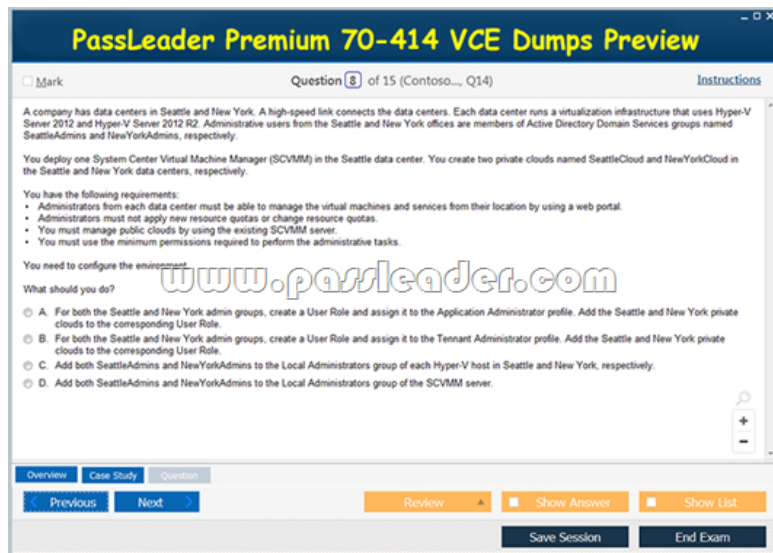 PassLeader Premium 70-414 VCE Dumps Preview
Mark
Question 8 of 15 (Contoso..., Q14)
Instructions
A company has data centers in Seattle and New York. A high-speed link connects the data centers. Each data center runs a virtualization infrastructure that uses Hyper-V
Server 2012 and Hyper-V Server 2012 R2. Administrative users from the Seattle and New York offices are members of Active Directory Domain Services groups named
SeattleAdmins and NewYorkAdmins, respectively.
You deploy one System Center Virtual Machine Manager (SCVMM) in the Seattle data center. You create two private clouds named SeattleCloud and NewYorkCloud in
the Seattle and New York data centers, respectively.
You have the following requirements:
• Administrators from each data center must be able to manage the virtual machines and services from their location by using a web portal.
• Administrators must not apply new resource quotas or change resource quotas.
• You must manage public clouds by using the existing SCVMM server.
• You must use the minimum permissions required to perform the administrative tasks.
You need to configure the environment.
www.passleader.com
What should you do?
A. For both the Seattle and New York admin groups, create a User Role and assign it to the Application Administrator profile. Add the Seattle and New York private
clouds to the corresponding User Role.
B. For both the Seattle and New York admin groups, create a User Role and assign it to the Tennant Administrator profile. Add the Seattle and New York private
clouds to the corresponding User Role.
C. Add both SeattleAdmins and NewYorkAdmins to the Local Administrators group of each Hyper-V host in Seattle and New York, respectively.
D. Add both SeattleAdmins and NewYorkAdmins to the Local Administrators group of the SCVMM server.
Overview Case Study Question
Previous Next Review Show Answer Show List
Save Session End Exam